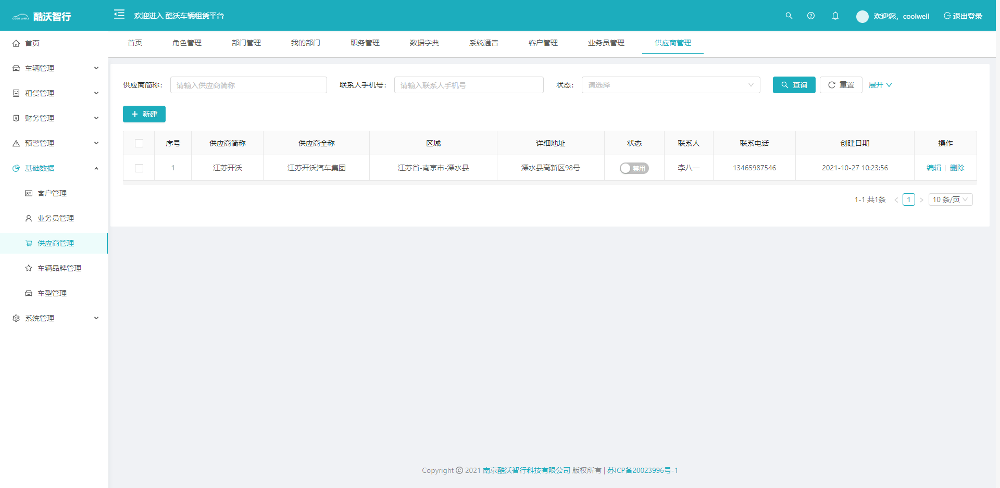 COOLWELL 酷沃智行
欢迎进入 酷沃车辆租赁平台
欢迎您，coolwell
退出登录
首页
车辆管理
租赁管理
财务管理
预警管理
基础数据
客户管理
业务员管理
供应商管理
车辆品牌管理
车型管理
系统管理
首页 角色管理 部门管理 我的部门 职务管理 数据字典 系统通告 客户管理 业务员管理 供应商管理
供应商简称： 请输入供应商简称 联系人手机号： 请输入联系人手机号 状态： 请选择 查询 重置 展开
新建
序号 供应商简称 供应商全称 区域 详细地址 状态 联系人 联系电话 创建日期 操作
1 江苏开沃 江苏开沃汽车集团 江苏省-南京市-溧水县 溧水县高新区98号 禁用 李八一 13465987546 2021-10-27 10:23:56 编辑 删除
1-1 共1条 < 1 > 10 条/页
Copyright © 2021 南京酷沃智行科技有限公司 版权所有 | 苏ICP备20023996号-1